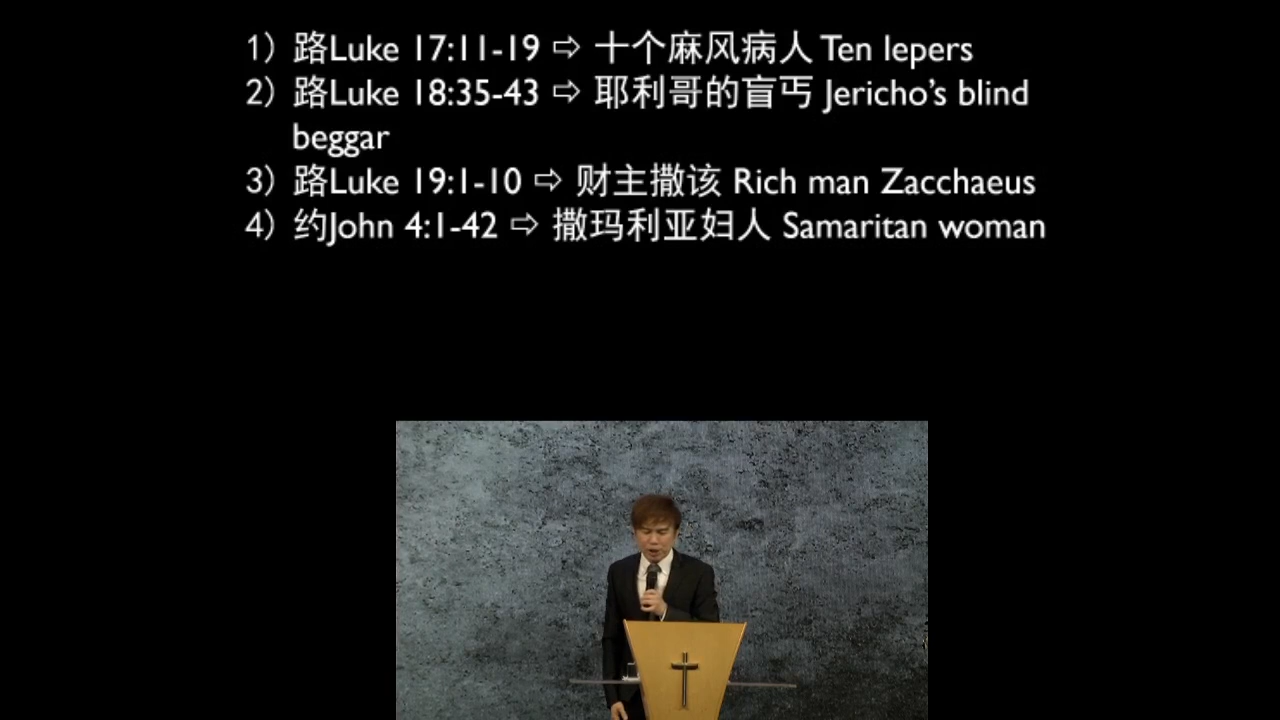 1) 路Luke 17:11-19 ⇨ 十个麻风病人 Ten lepers
2) 路Luke 18:35-43 ⇨ 耶利哥的盲丐 Jericho’s blind
beggar
3) 路Luke 19:1-10 ⇨ 财主撒该 Rich man Zacchaeus
4) 约John 4:1-42 ⇨ 撒玛利亚妇人 Samaritan woman